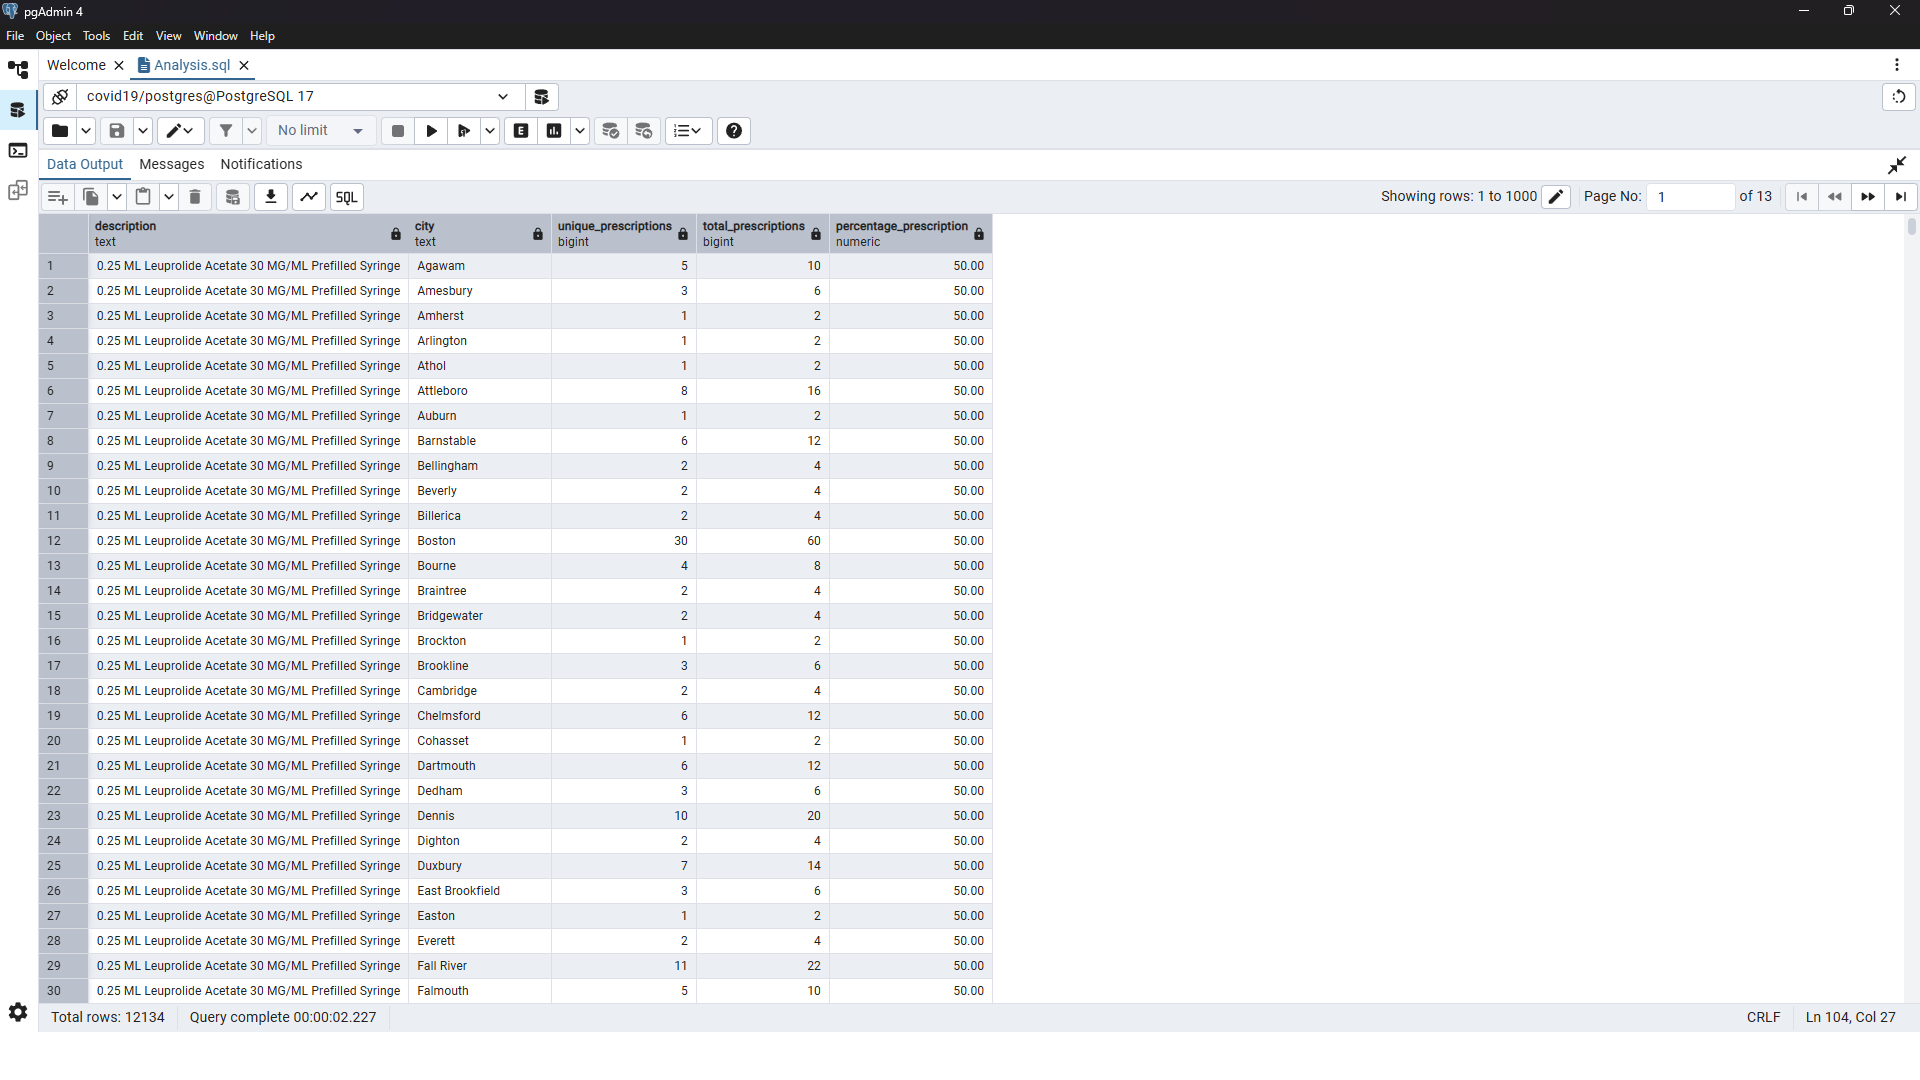 pgAdmin 4
File Object Tools Edit View Window Help
Welcome Analysis.sql
covid19/postgres@PostgreSQL 17
No limit E
Data Output Messages Notifications
SQL Showing rows: 1 to 1000 Page No: 1 of 13
description city unique_prescriptions total_prescriptions percentage_prescription
text text bigint bigint numeric
1 0.25 ML Leuprolide Acetate 30 MG/ML Prefilled Syringe Agawam 5 10 50.00
2 0.25 ML Leuprolide Acetate 30 MG/ML Prefilled Syringe Amesbury 3 6 50.00
3 0.25 ML Leuprolide Acetate 30 MG/ML Prefilled Syringe Amherst 1 2 50.00
4 0.25 ML Leuprolide Acetate 30 MG/ML Prefilled Syringe Arlington 1 2 50.00
5 0.25 ML Leuprolide Acetate 30 MG/ML Prefilled Syringe Athol 1 2 50.00
6 0.25 ML Leuprolide Acetate 30 MG/ML Prefilled Syringe Attleboro 8 16 50.00
7 0.25 ML Leuprolide Acetate 30 MG/ML Prefilled Syringe Auburn 1 2 50.00
8 0.25 ML Leuprolide Acetate 30 MG/ML Prefilled Syringe Barnstable 6 12 50.00
9 0.25 ML Leuprolide Acetate 30 MG/ML Prefilled Syringe Bellingham 2 4 50.00
10 0.25 ML Leuprolide Acetate 30 MG/ML Prefilled Syringe Beverly 2 4 50.00
11 0.25 ML Leuprolide Acetate 30 MG/ML Prefilled Syringe Billerica 2 4 50.00
12 0.25 ML Leuprolide Acetate 30 MG/ML Prefilled Syringe Boston 30 60 50.00
13 0.25 ML Leuprolide Acetate 30 MG/ML Prefilled Syringe Bourne 4 8 50.00
14 0.25 ML Leuprolide Acetate 30 MG/ML Prefilled Syringe Braintree 2 4 50.00
15 0.25 ML Leuprolide Acetate 30 MG/ML Prefilled Syringe Bridgewater 2 4 50.00
16 0.25 ML Leuprolide Acetate 30 MG/ML Prefilled Syringe Brockton 1 2 50.00
17 0.25 ML Leuprolide Acetate 30 MG/ML Prefilled Syringe Brookline 3 6 50.00
18 0.25 ML Leuprolide Acetate 30 MG/ML Prefilled Syringe Cambridge 2 4 50.00
19 0.25 ML Leuprolide Acetate 30 MG/ML Prefilled Syringe Chelmsford 6 12 50.00
20 0.25 ML Leuprolide Acetate 30 MG/ML Prefilled Syringe Cohasset 1 2 50.00
21 0.25 ML Leuprolide Acetate 30 MG/ML Prefilled Syringe Dartmouth 6 12 50.00
22 0.25 ML Leuprolide Acetate 30 MG/ML Prefilled Syringe Dedham 3 6 50.00
23 0.25 ML Leuprolide Acetate 30 MG/ML Prefilled Syringe Dennis 10 20 50.00
24 0.25 ML Leuprolide Acetate 30 MG/ML Prefilled Syringe Dighton 2 4 50.00
25 0.25 ML Leuprolide Acetate 30 MG/ML Prefilled Syringe Duxbury 7 14 50.00
26 0.25 ML Leuprolide Acetate 30 MG/ML Prefilled Syringe East Brookfield 3 6 50.00
27 0.25 ML Leuprolide Acetate 30 MG/ML Prefilled Syringe Easton 1 2 50.00
28 0.25 ML Leuprolide Acetate 30 MG/ML Prefilled Syringe Everett 2 4 50.00
29 0.25 ML Leuprolide Acetate 30 MG/ML Prefilled Syringe Fall River 11 22 50.00
30 0.25 ML Leuprolide Acetate 30 MG/ML Prefilled Syringe Falmouth 5 10 50.00
Total rows: 12134 Query complete 00:00:02.227 CRLF Ln 104, Col 27